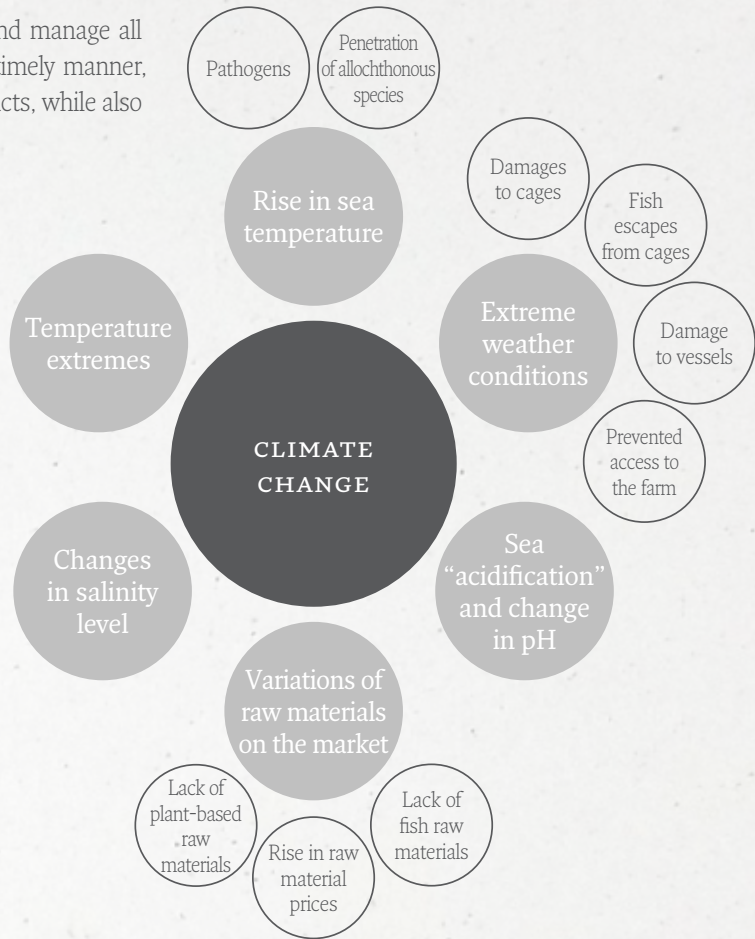 nd manage all
timely manner,
cts, while also
Pathogens
Penetration
of allochthonous
species
Rise in sea
temperature
Damages
to cages
Fish
escapes
from cages
Extreme
weather
conditions
Damage
to vessels
Prevented
access to
the farm
Temperature
extremes
CLIMATE
CHANGE
Changes
in salinity
level
Sea
“acidification”
and change
in pH
Variations of
raw materials
on the market
Lack of
plant-based
raw
materials
Rise in raw
material
prices
Lack of
fish raw
materials